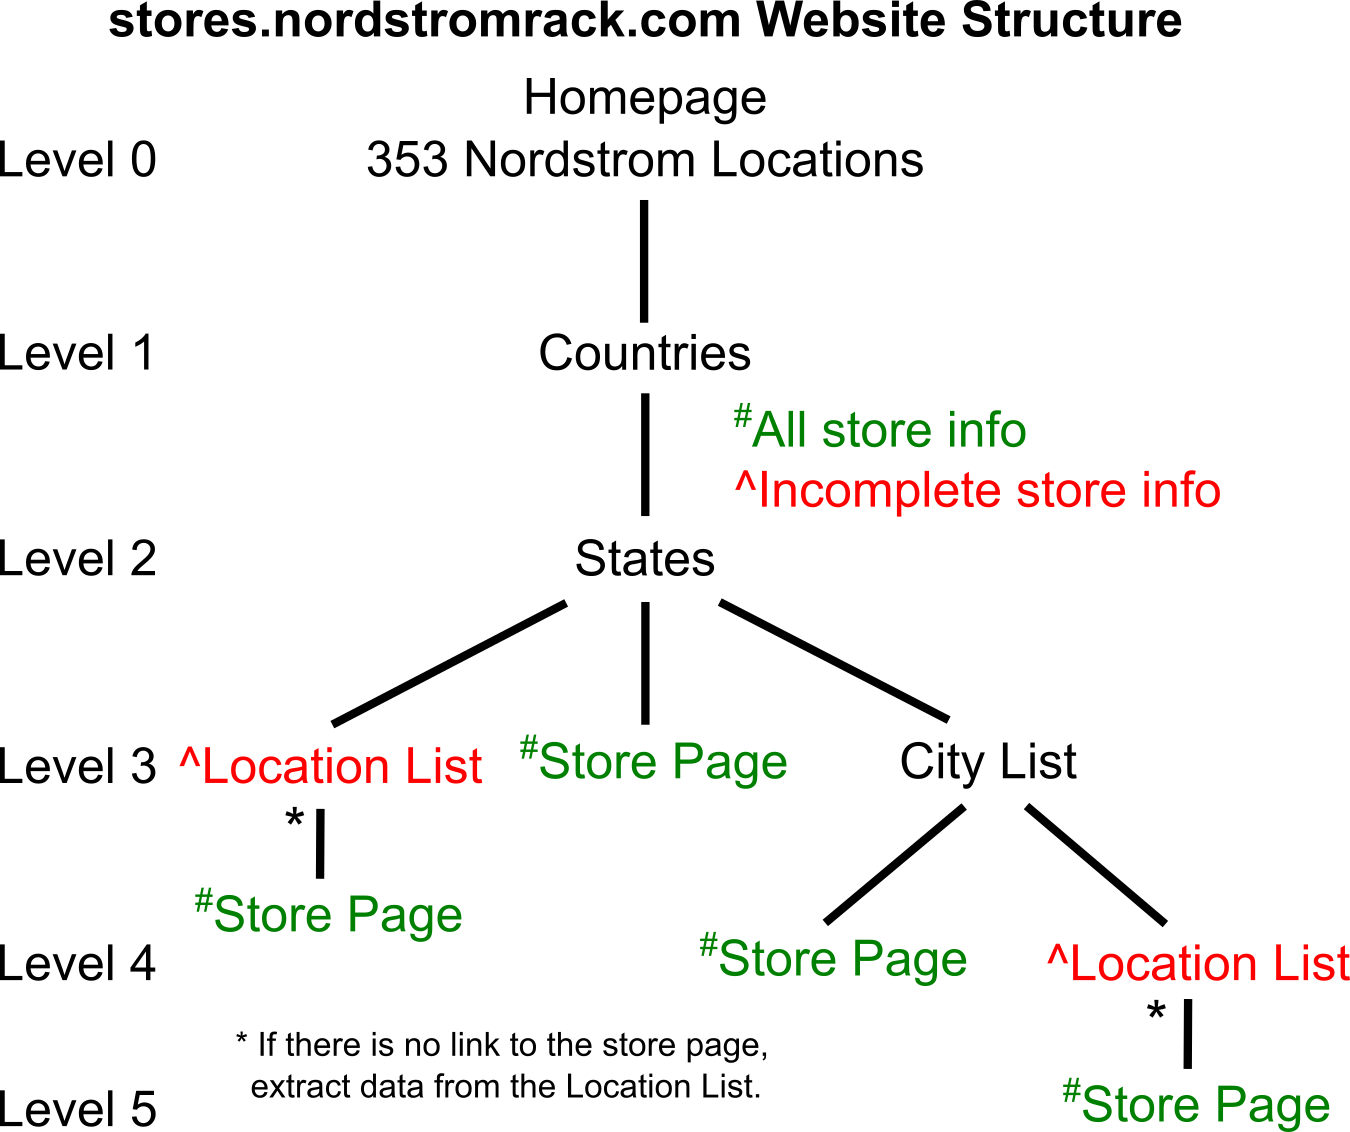 stores.nordstromrack.com Website Structure
Homepage
Level 0 353 Nordstrom Locations
Level 1 Countries
#All store info
^Incomplete store info
Level 2 States
Level 3 ^Location List #Store Page City List
*
#Store Page
Level 4 #Store Page ^Location List
*
* If there is no link to the store page,
extract data from the Location List.
Level 5 #Store Page